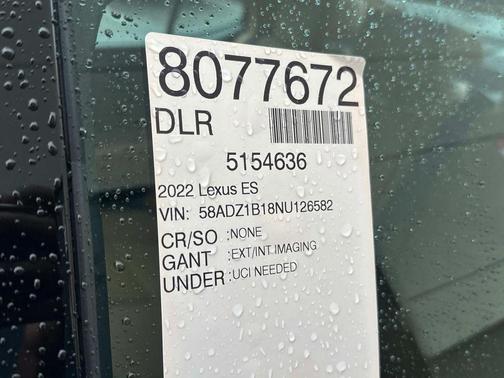 8077672
DLR
5154636
2022 Lexus ES
VIN: 58ADZ1B18NU126582
CR/SO :NONE
GANT :EXT/INT.IMAGING
UNDER :UCI NEEDED